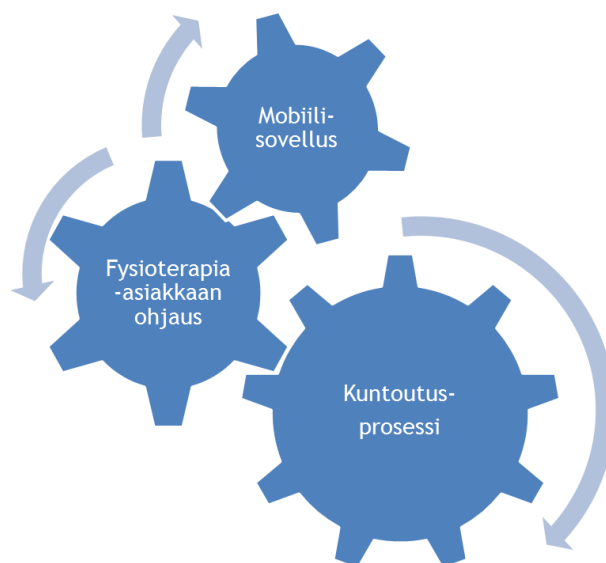 Mobiili-
sovellus
Fysioterapia
-asiakkaan
ohjaus
Kuntoutus-
prosessi